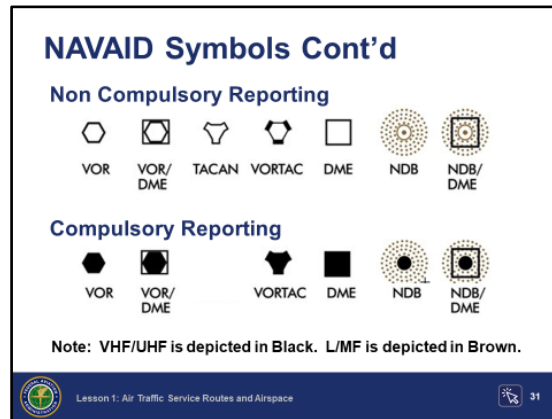 NAVAID Symbols Cont'd
Non Compulsory Reporting
VOR VOR/ DME TACAN VORTAC DME NDB NDB/ DME
Compulsory Reporting
VOR VOR/ DME VORTAC DME NDB NDB/ DME
Note: VHF/UHF is depicted in Black. L/MF is depicted in Brown.
Lesson 1: Air Traffic Service Routes and Airspace
31